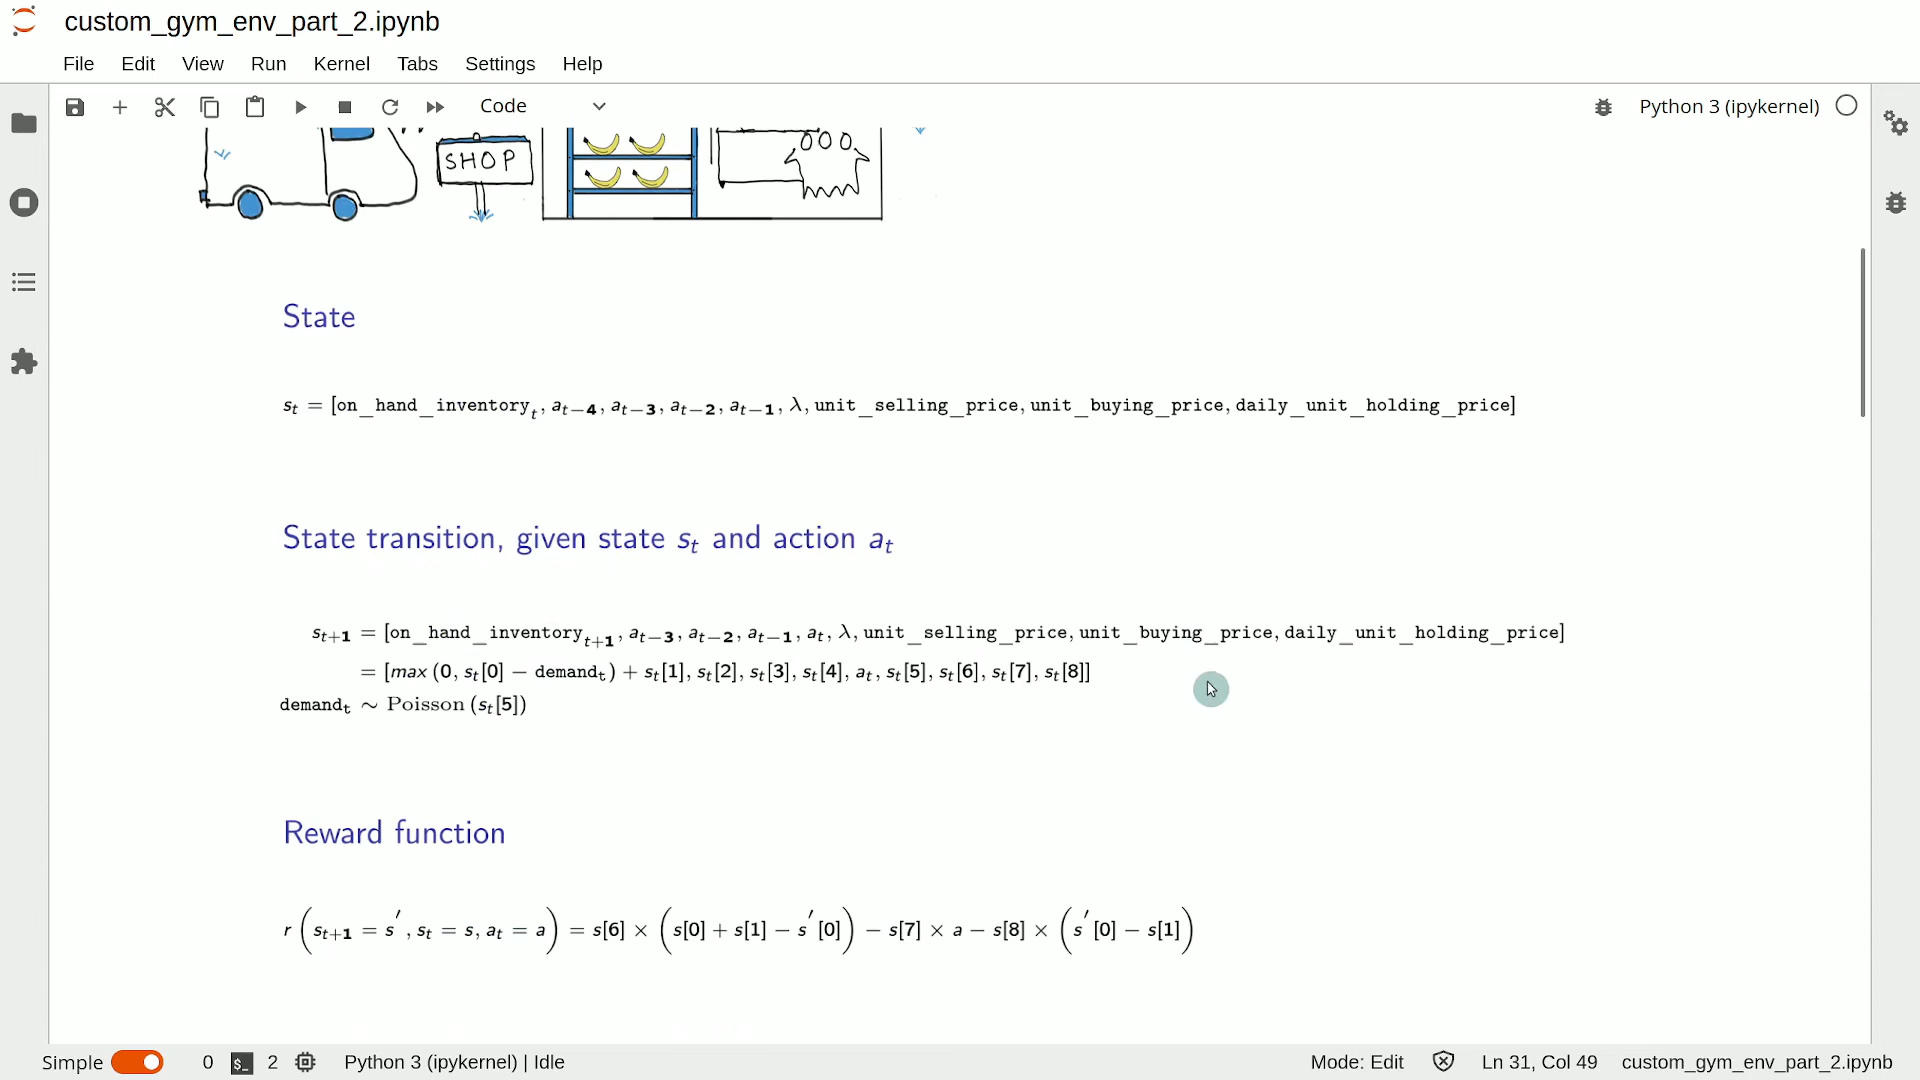 custom_gym_env_part_2.ipynb
File Edit View Run Kernel Tabs Settings Help
Code
Python 3 (ipykernel)
SHOP
State
s_t = [on_hand_inventory_t, a_{t−4}, a_{t−3}, a_{t−2}, a_{t−1}, λ, unit_selling_price, unit_buying_price, daily_unit_holding_price]
State transition, given state s_t and action a_t
s_{t+1} = [on_hand_inventory_{t+1}, a_{t−3}, a_{t−2}, a_{t−1}, a_t, λ, unit_selling_price, unit_buying_price, daily_unit_holding_price]
= [max (0, s_t[0] − demand_t) + s_t[1], s_t[2], s_t[3], s_t[4], a_t, s_t[5], s_t[6], s_t[7], s_t[8]]
demand_t ∼ Poisson (s_t[5])
Reward function
r (s_{t+1} = s′, s_t = s, a_t = a) = s[6] × (s[0] + s[1] − s′[0]) − s[7] × a − s[8] × (s′[0] − s[1])
Simple 0 $_ 2 Python 3 (ipykernel) | Idle Mode: Edit Ln 31, Col 49 custom_gym_env_part_2.ipynb